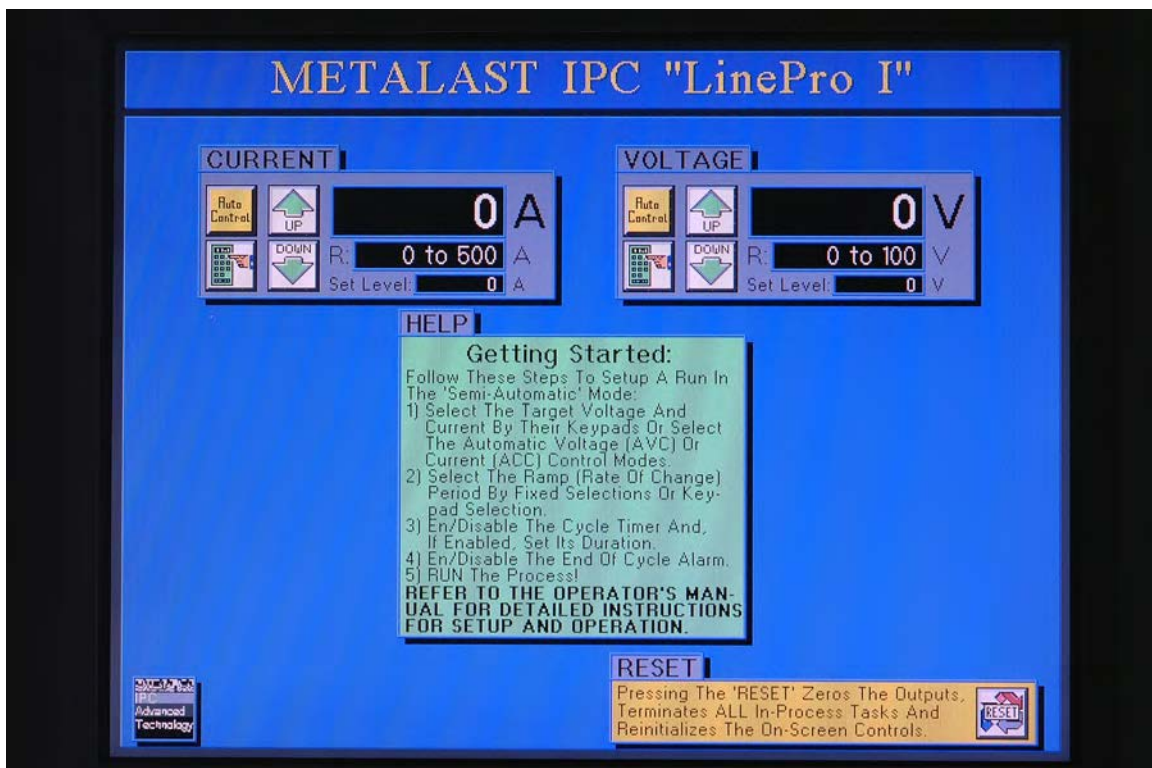 METALAST IPC "LinePro I"
CURRENT
Auto
Control
UP
0 A
DOWN
R: 0 to 500 A
Set Level: 0 A
VOLTAGE
Auto
Control
UP
0 V
DOWN
R: 0 to 100 V
Set Level: 0 V
HELP
Getting Started:
Follow These Steps To Setup A Run In
The 'Semi-Automatic' Mode:
1) Select The Target Voltage And
Current By Their Keypads Or Select
The Automatic Voltage (AVC) Or
Current (ACC) Control Modes.
2) Select The Ramp (Rate Of Change)
Period By Fixed Selections Or Key-
pad Selection.
3) En/Disable The Cycle Timer And,
If Enabled, Set Its Duration.
4) En/Disable The End Of Cycle Alarm.
5) RUN The Process!
REFER TO THE OPERATOR'S MAN-
UAL FOR DETAILED INSTRUCTIONS
FOR SETUP AND OPERATION.
RESET
Pressing The 'RESET' Zeros The Outputs,
Terminates ALL In-Process Tasks And
Reinitializes The On-Screen Controls.
RESET
IPC
Advanced
Technology